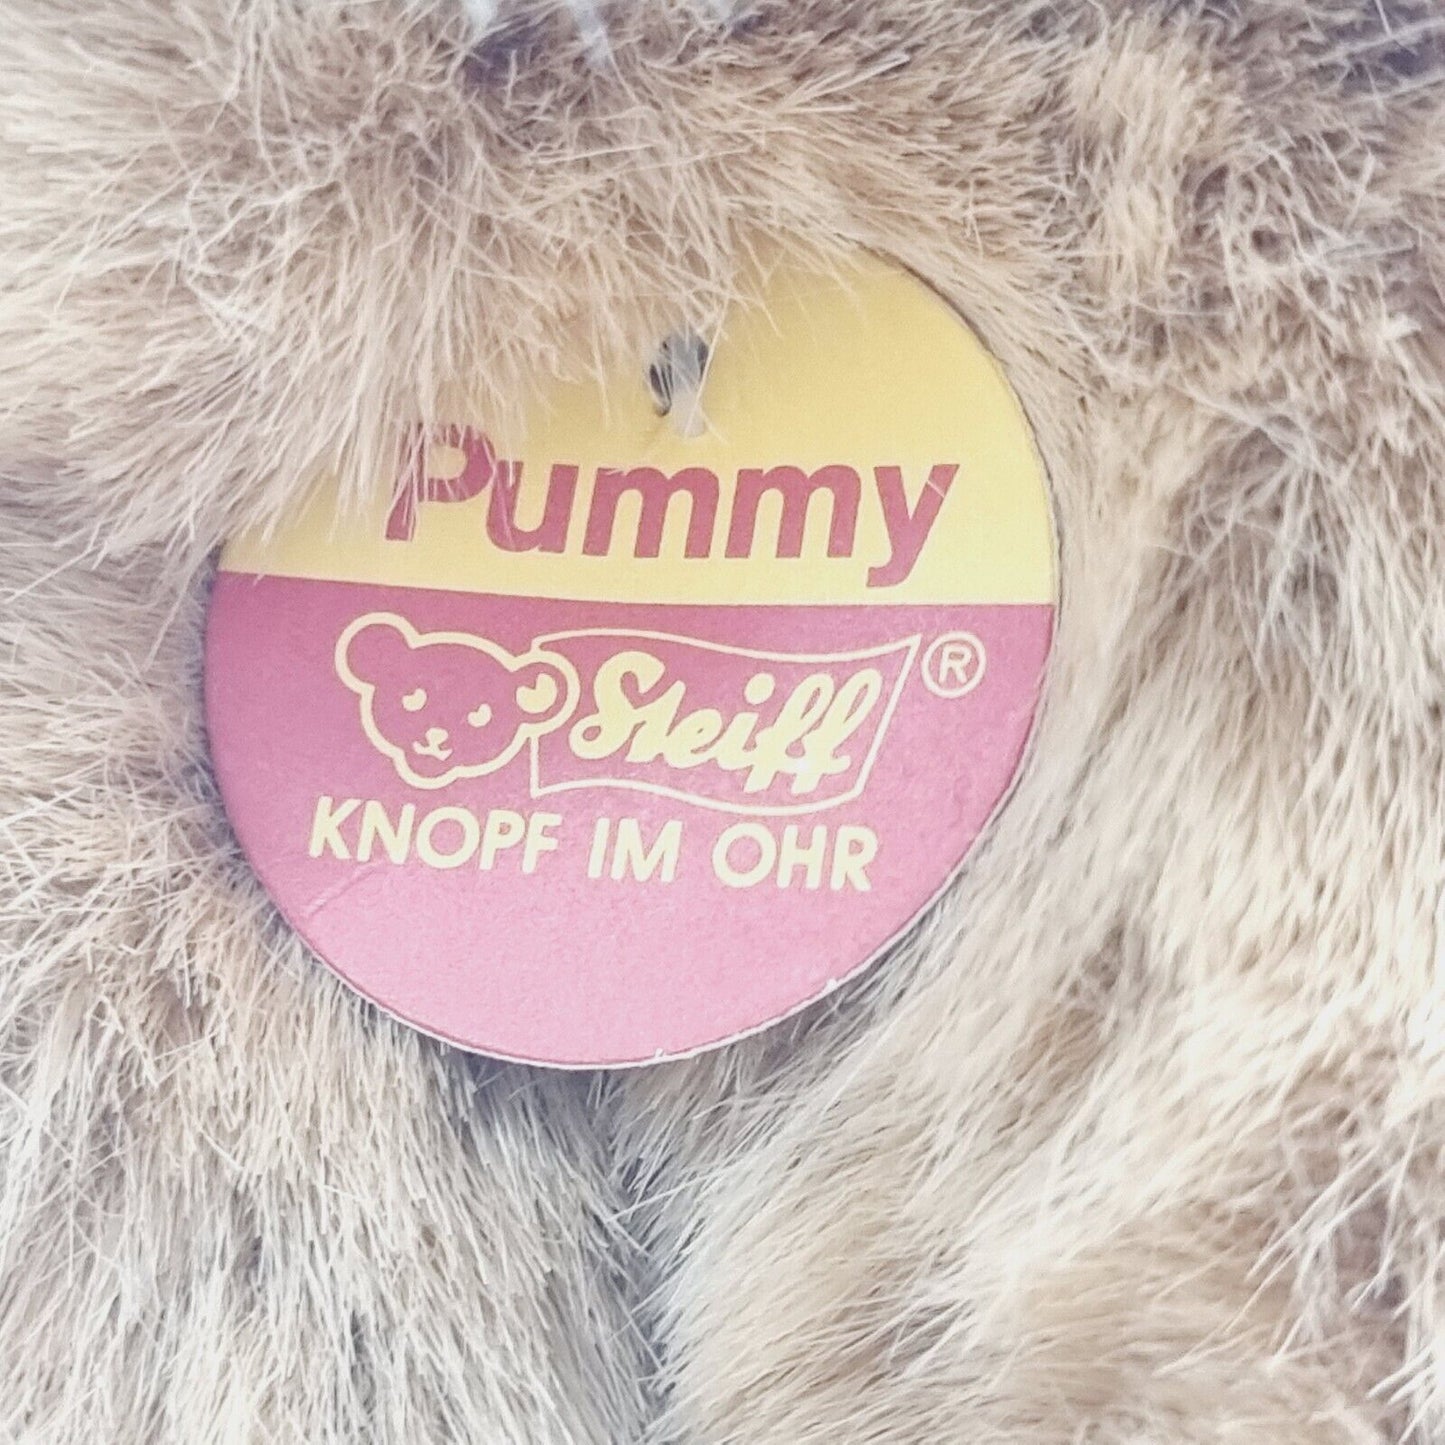 Pummy
Steiff ®
KNOPF IM OHR